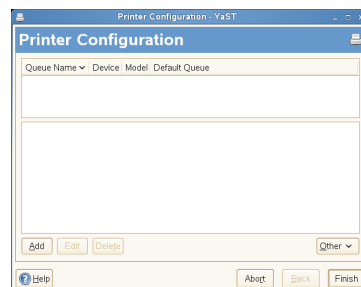 Printer Configuration - YaST
Printer Configuration
Queue Name Device Model Default Queue
Add Edit Delete Other
Help Abort Back Finish